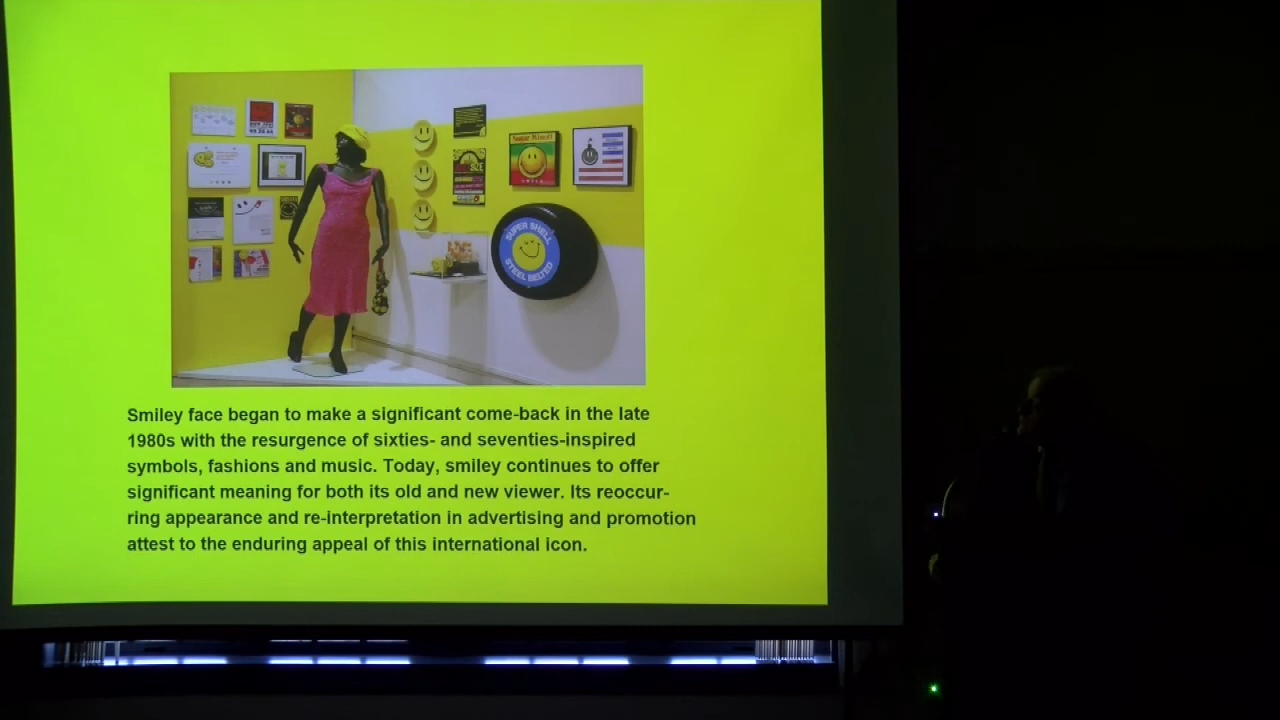 Sugar Minott
SUPER SHELL
STEEL BELTED
Smiley face began to make a significant come-back in the late
1980s with the resurgence of sixties- and seventies-inspired
symbols, fashions and music. Today, smiley continues to offer
significant meaning for both its old and new viewer. Its reoccur-
ring appearance and re-interpretation in advertising and promotion
attest to the enduring appeal of this international icon.